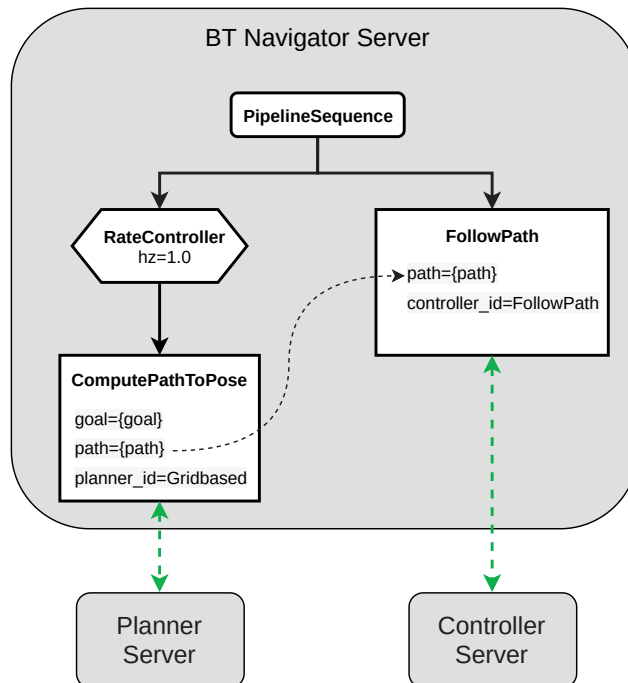 BT Navigator Server
PipelineSequence
RateController
hz=1.0
FollowPath
path={path}
controller_id=FollowPath
ComputePathToPose
goal={goal}
path={path}
planner_id=Gridbased
Planner
Server
Controller
Server